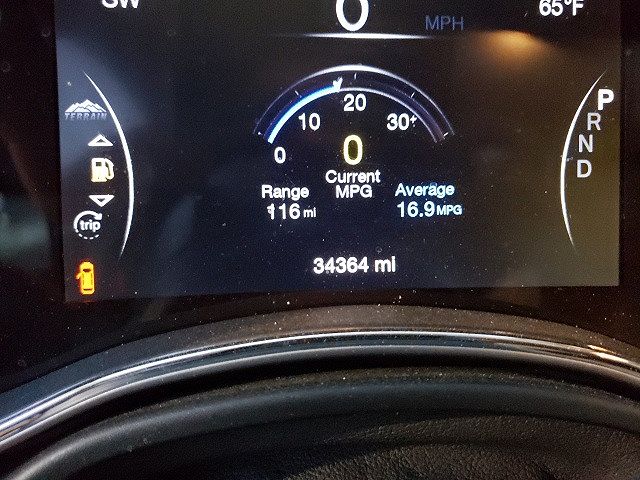 SW
0
MPH
65°F
TERRAIN
10
20
30+
0
0
Current
MPG
Range
116 mi
Average
16.9 MPG
trip
34364 mi
P
R
N
D